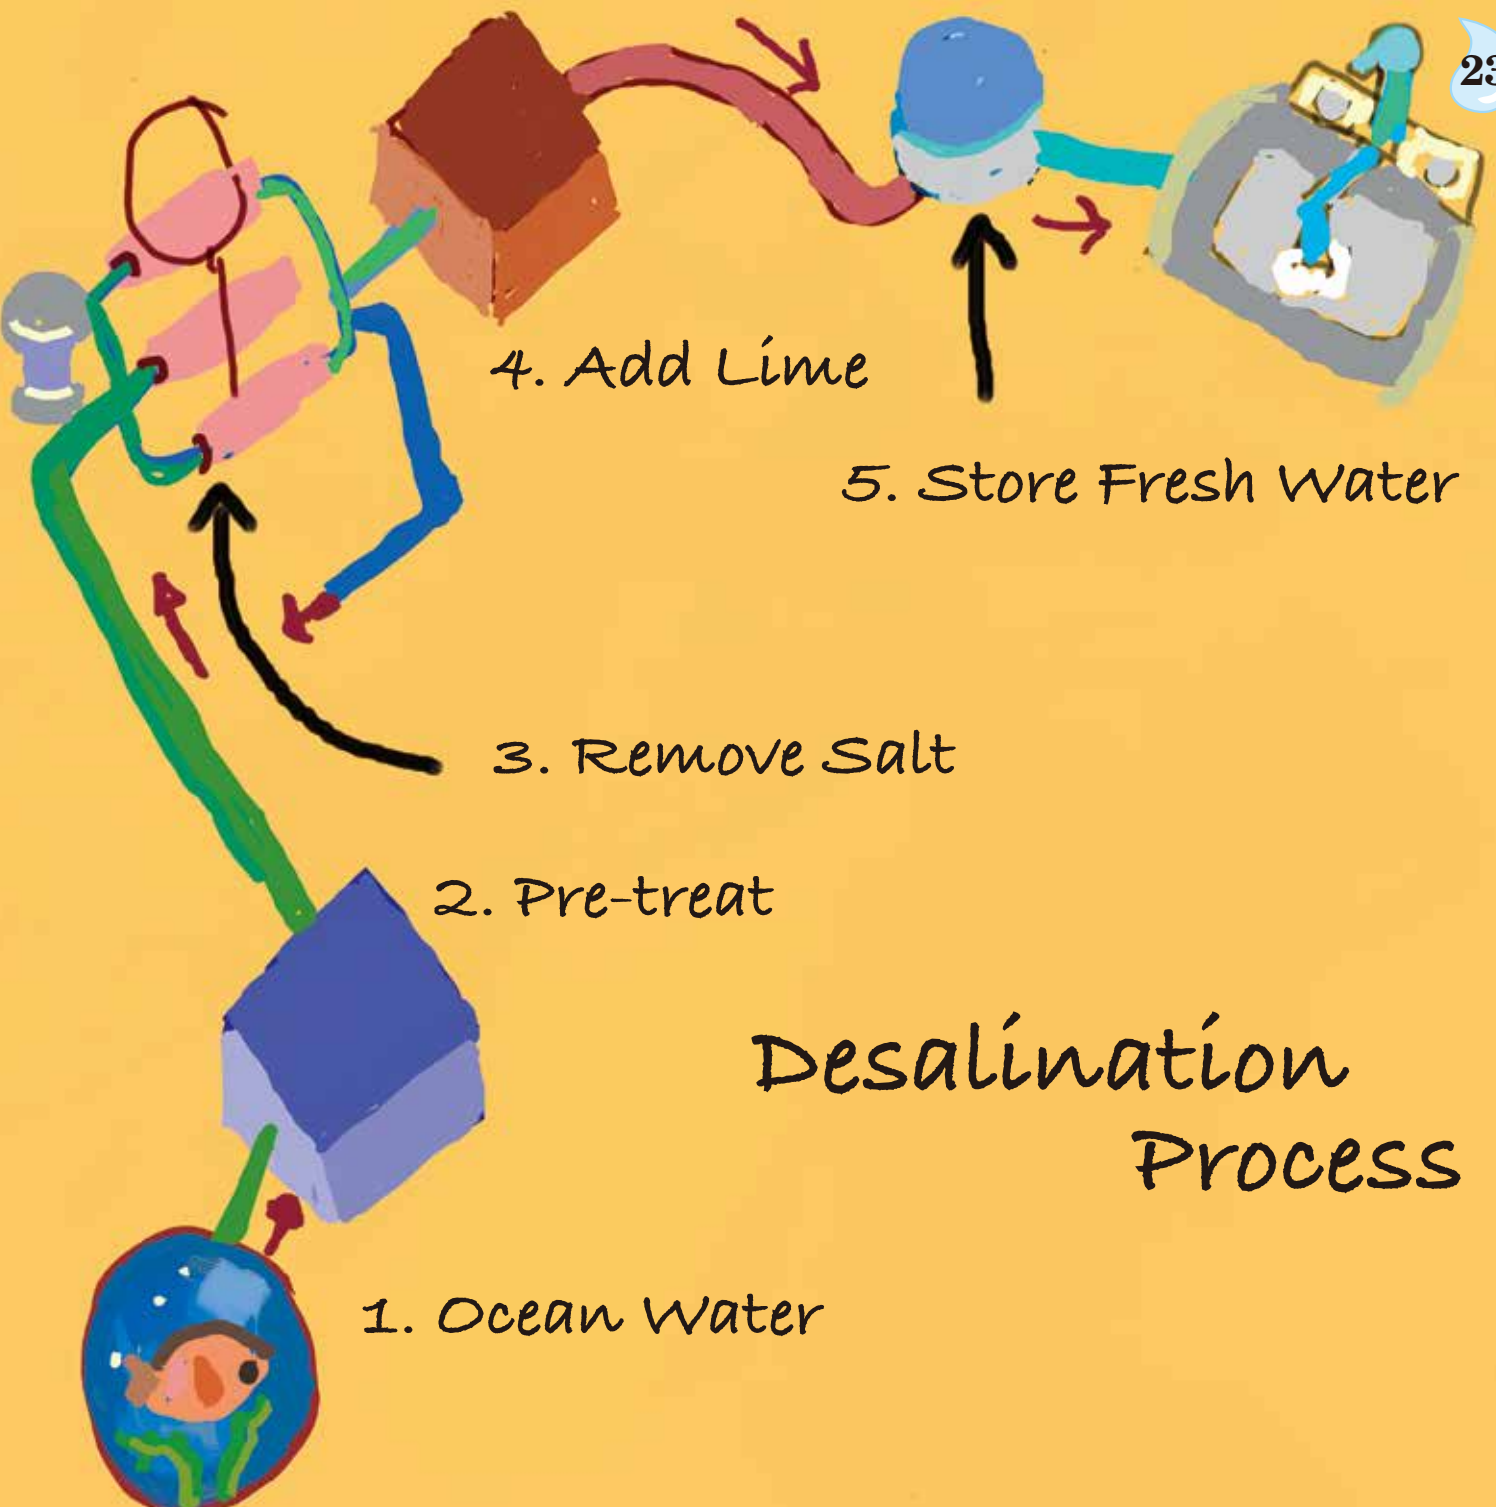 23
4. Add Lime
5. Store Fresh Water
3. Remove Salt
2. Pre-treat
Desalination
Process
1. Ocean Water